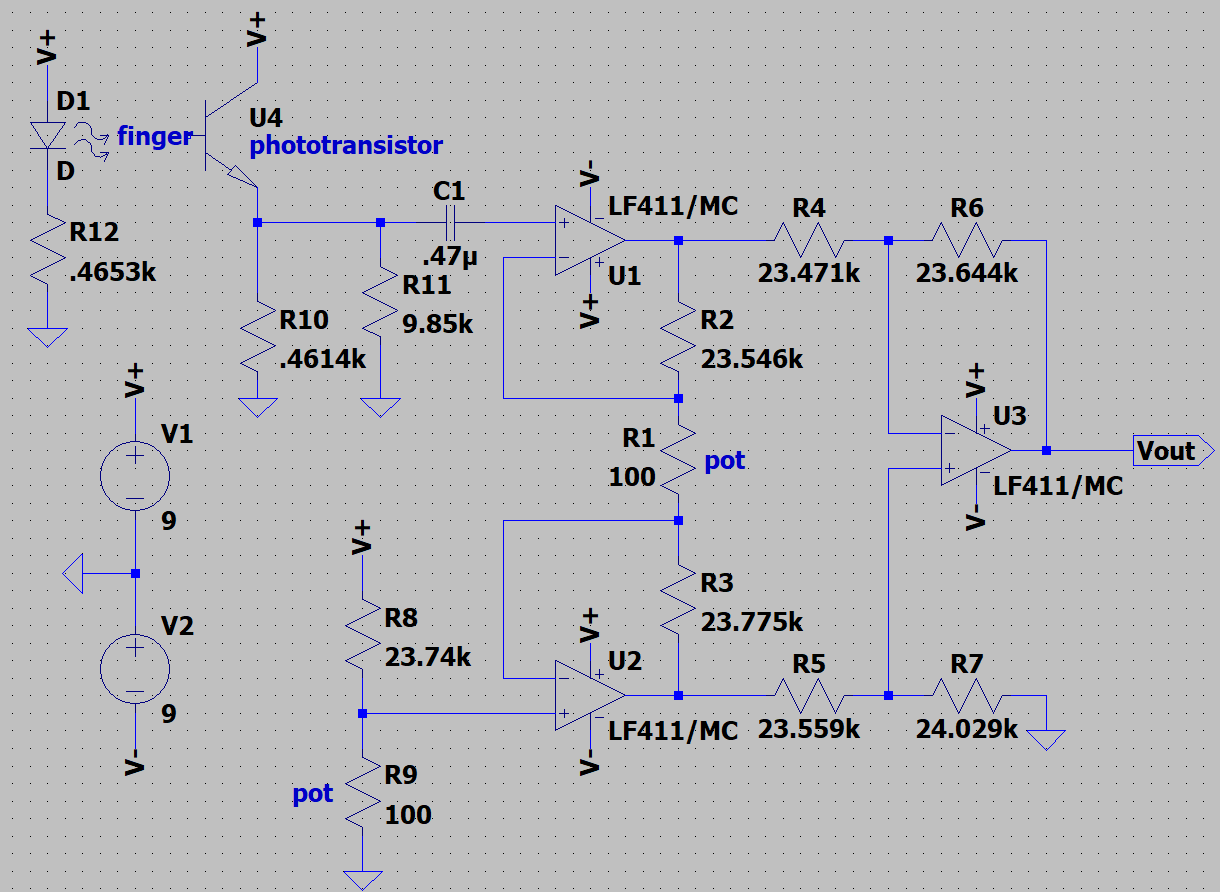 V+
V+
D1
finger
D
U4
phototransistor
R12
.4653k
C1
.47µ
R10
.4614k
R11
9.85k
V-
LF411/MC
U1
V+
R4
23.471k
R6
23.644k
R2
23.546k
R1
100
pot
V+
U3
LF411/MC
V-
Vout
V+
V1
9
V2
9
V-
V+
R8
23.74k
pot
R9
100
R3
23.775k
V+
U2
LF411/MC
V-
R5
23.559k
R7
24.029k